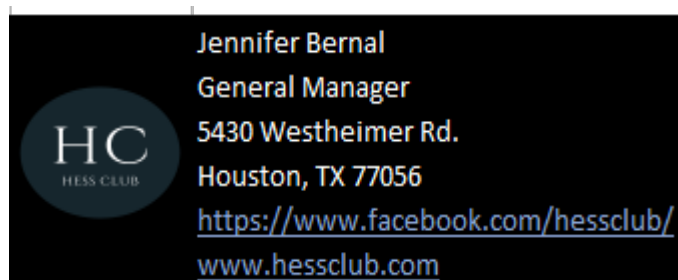 Jennifer Bernal
General Manager
5430 Westheimer Rd.
Houston, TX 77056
https://www.facebook.com/hessclub/
www.hessclub.com
HC
HESS CLUB